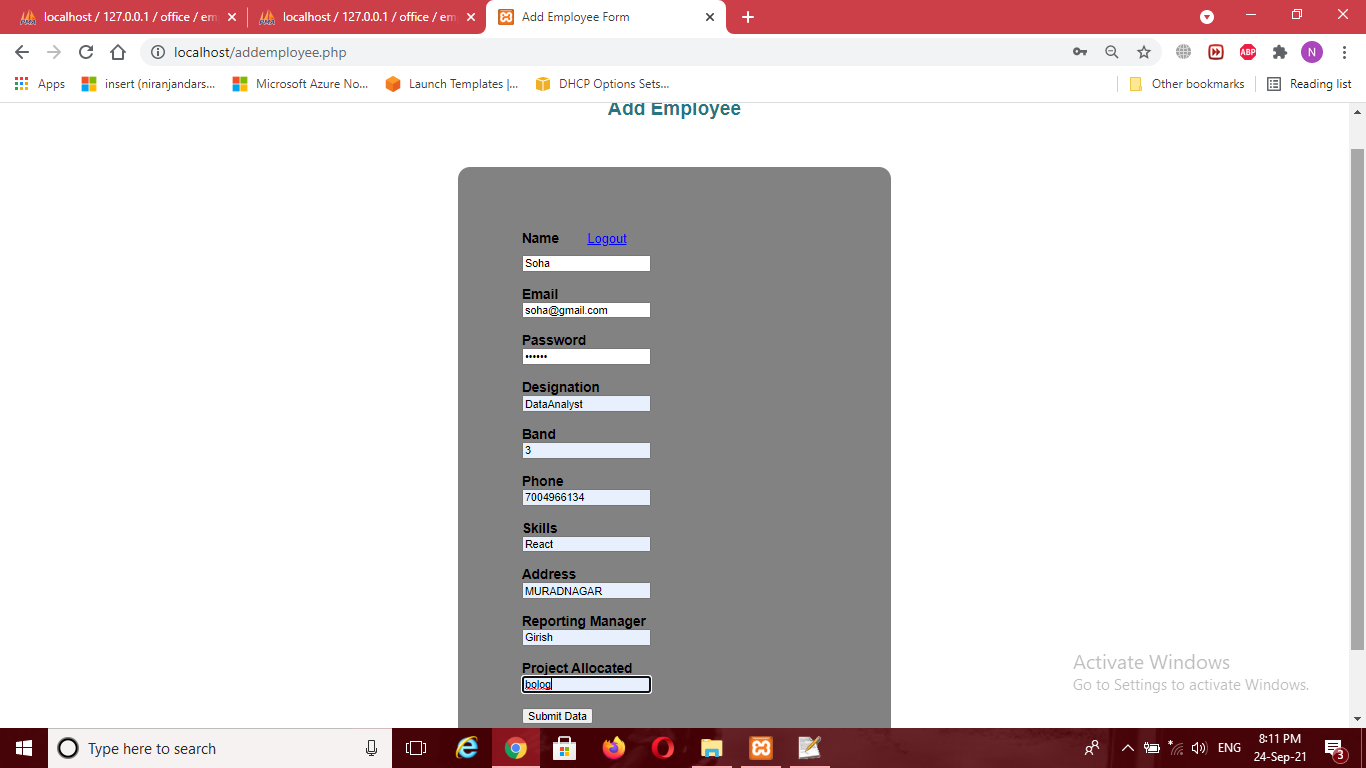 localhost / 127.0.0.1 / office / em
localhost / 127.0.0.1 / office / em
Add Employee Form
localhost/addemployee.php
ABP
N
Apps
insert (niranjandars...
Microsoft Azure No...
Launch Templates |...
DHCP Options Sets...
Other bookmarks
Reading list
Add Employee
Name
Logout
Soha
Email
soha@gmail.com
Password
••••••
Designation
DataAnalyst
Band
3
Phone
7004966134
Skills
React
Address
MURADNAGAR
Reporting Manager
Girish
Project Allocated
bolog
Submit Data
Activate Windows
Go to Settings to activate Windows.
Type here to search
ENG
8:11 PM
24-Sep-21
3